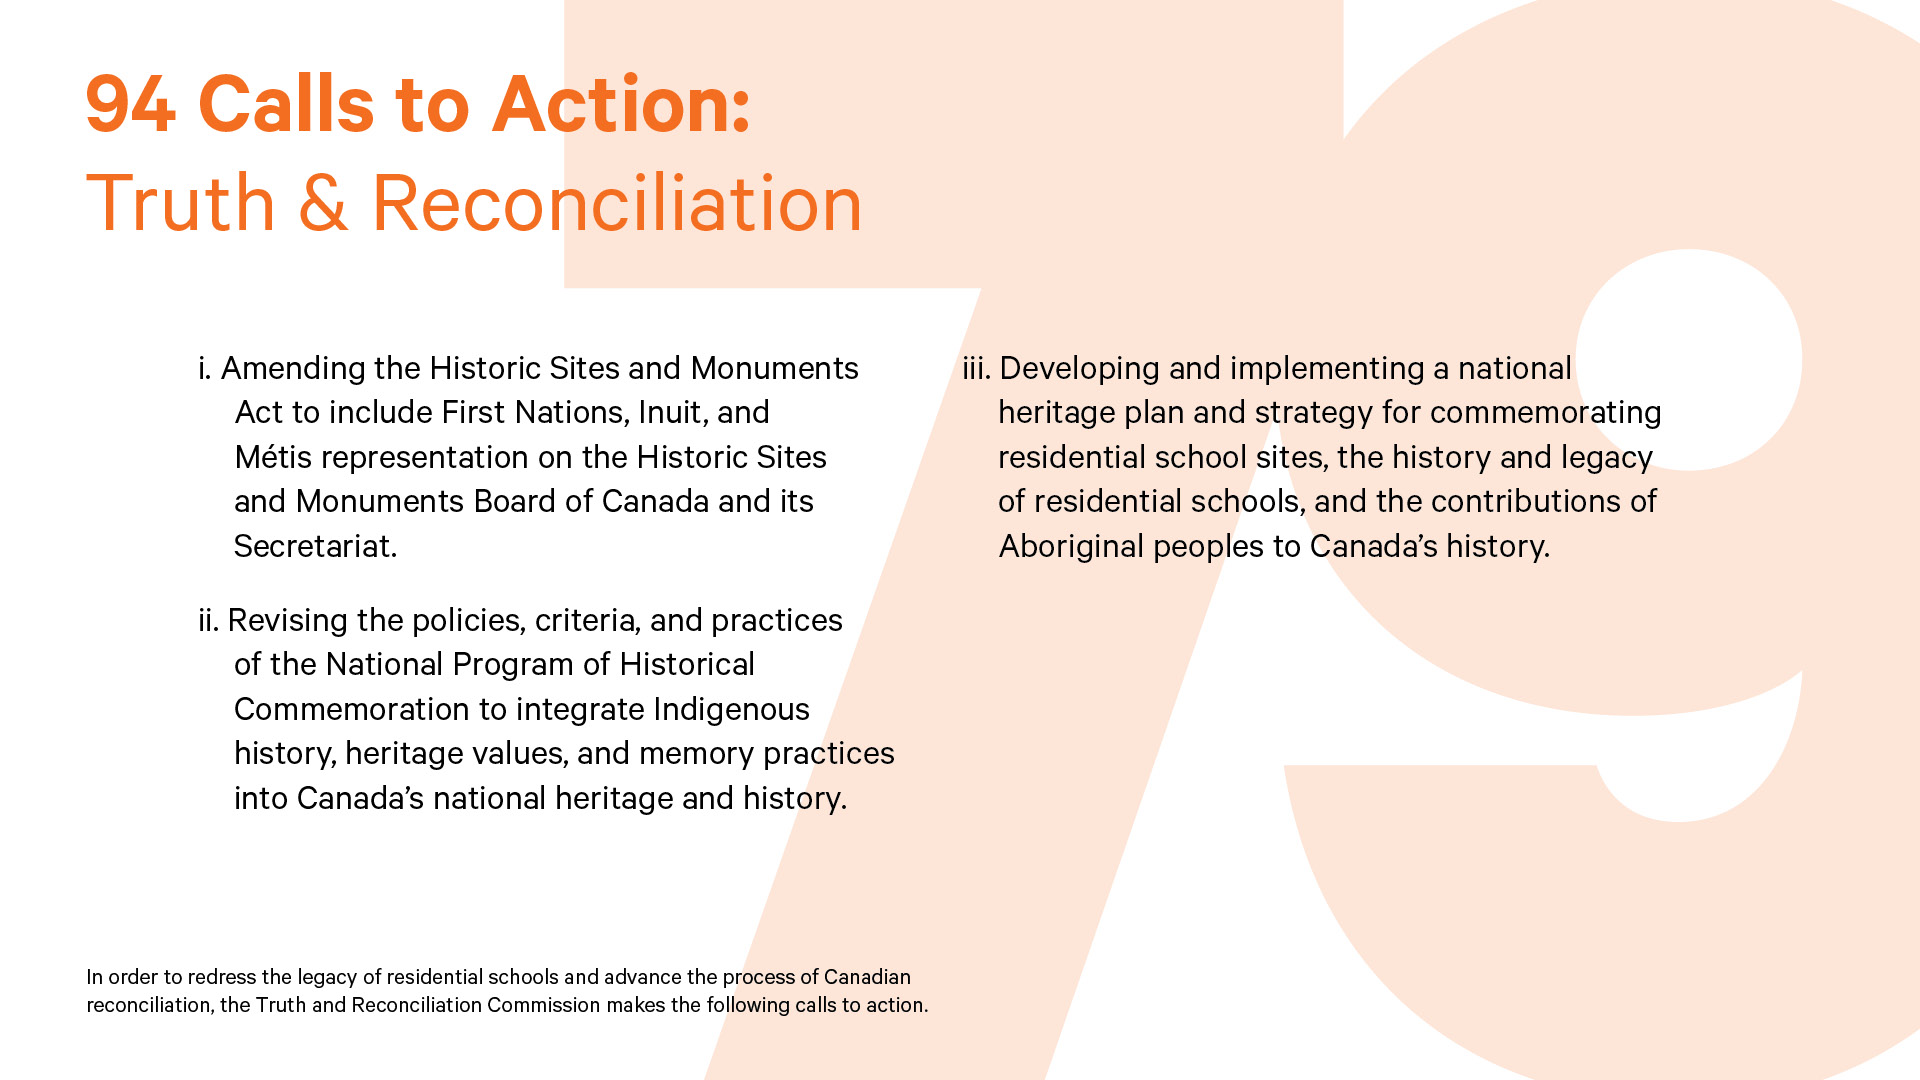 94 Calls to Action:
Truth & Reconciliation
i. Amending the Historic Sites and Monuments
Act to include First Nations, Inuit, and
Métis representation on the Historic Sites
and Monuments Board of Canada and its
Secretariat.
ii. Revising the policies, criteria, and practices
of the National Program of Historical
Commemoration to integrate Indigenous
history, heritage values, and memory practices
into Canada’s national heritage and history.
iii. Developing and implementing a national
heritage plan and strategy for commemorating
residential school sites, the history and legacy
of residential schools, and the contributions of
Aboriginal peoples to Canada’s history.
79
In order to redress the legacy of residential schools and advance the process of Canadian
reconciliation, the Truth and Reconciliation Commission makes the following calls to action.